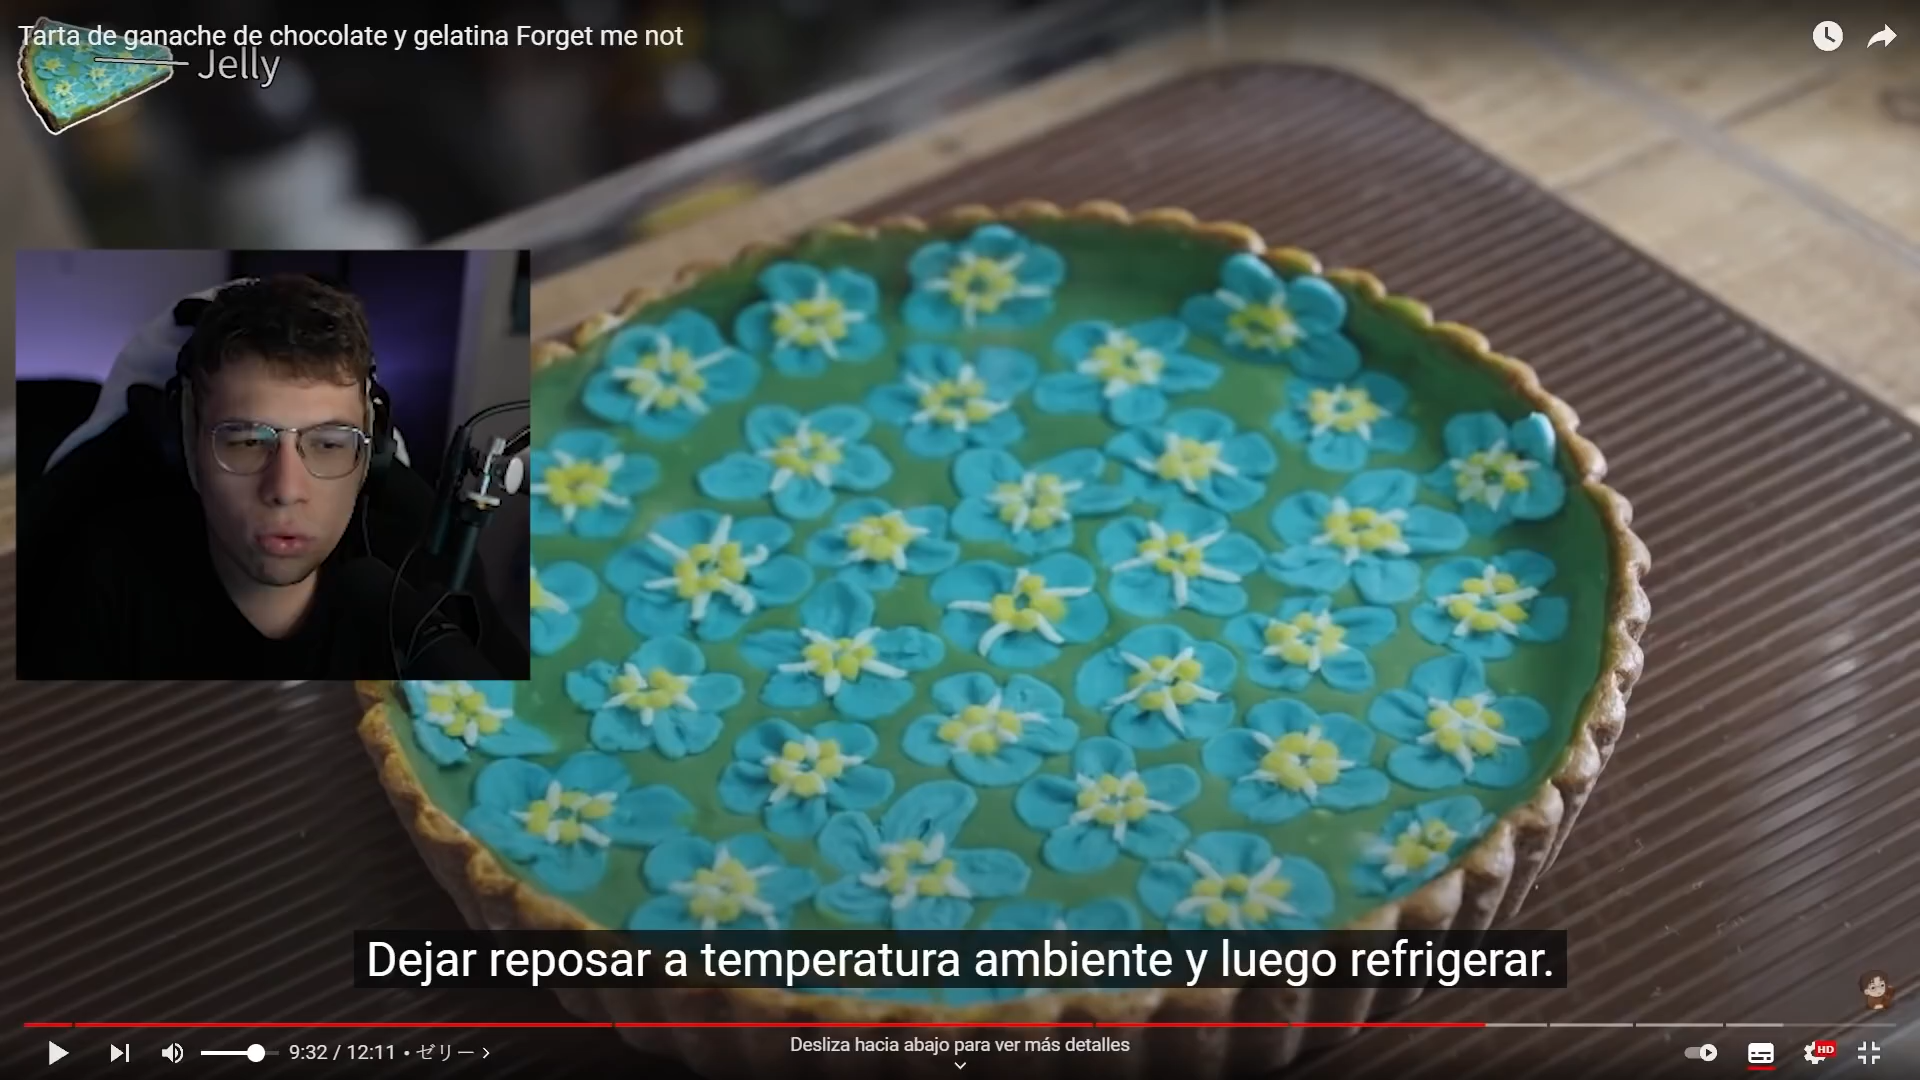 Tarta de ganache de chocolate y gelatina Forget me not
Jelly
Dejar reposar a temperatura ambiente y luego refrigerar.
9:32 / 12:11 • ゼリー
Desliza hacia abajo para ver más detalles
HD